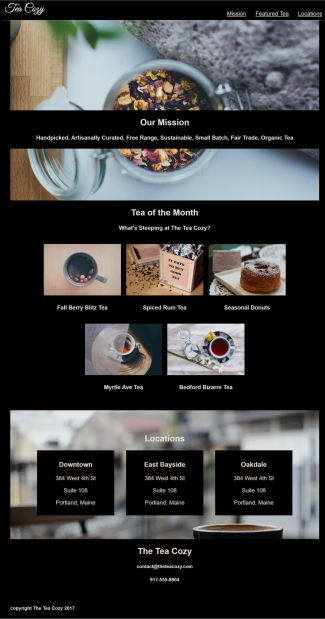 Tea Cozy
Mission
Featured Tea
Locations
Our Mission
Handpicked, Artisanally Curated, Free Range, Sustainable, Small Batch, Fair Trade, Organic Tea
Tea of the Month
What's Steeping at The Tea Cozy?
Fall Berry Blitz Tea
Spiced Rum Tea
Seasonal Donuts
Myrtle Ave Tea
Bedford Bizarre Tea
Locations
Downtown
384 West 4th St
Suite 108
Portland, Maine
East Bayside
384 West 4th St
Suite 108
Portland, Maine
Oakdale
384 West 4th St
Suite 108
Portland, Maine
The Tea Cozy
contact@theteacozy.com
917-555-8904
copyright The Tea Cozy 2017